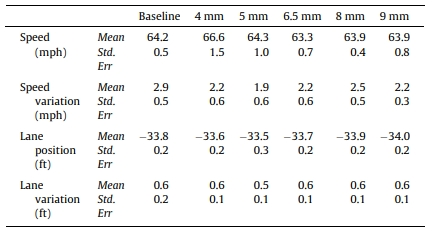 Baseline 4 mm 5 mm 6.5 mm 8 mm 9 mm
Speed Mean 64.2 66.6 64.3 63.3 63.9 63.9
(mph) Std. 0.5 1.5 1.0 0.7 0.4 0.8
Err
Speed Mean 2.9 2.2 1.9 2.2 2.5 2.2
variation Std. 0.5 0.6 0.6 0.6 0.5 0.3
(mph) Err
Lane Mean −33.8 −33.6 −33.5 −33.7 −33.9 −34.0
position Std. 0.2 0.2 0.3 0.2 0.2 0.2
(ft) Err
Lane Mean 0.6 0.6 0.5 0.6 0.6 0.6
variation Std. 0.2 0.1 0.1 0.1 0.1 0.1
(ft) Err